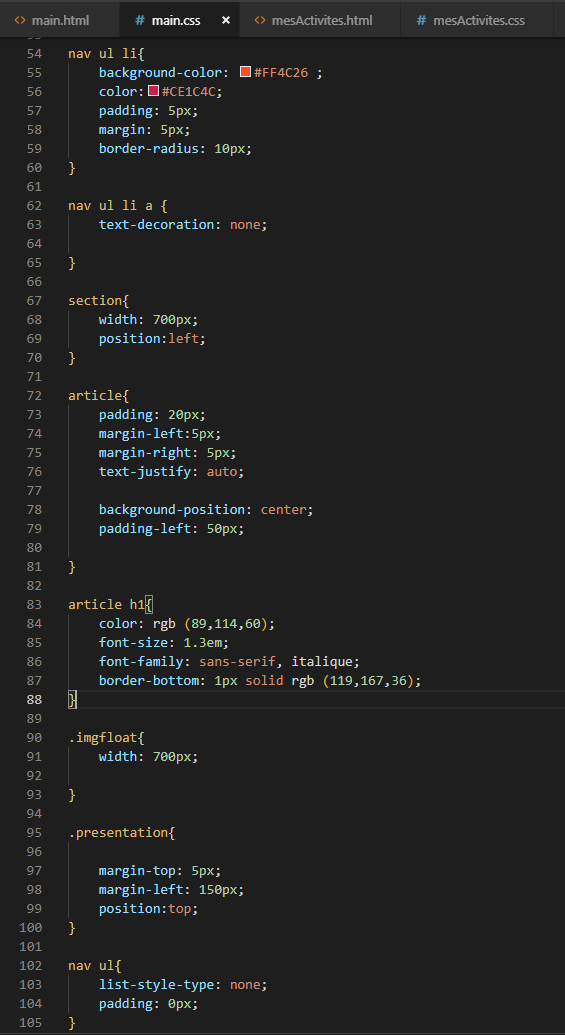 <> main.html # main.css × <> mesActivites.html # mesActivites.css
54 nav ul li{
55 background-color: #FF4C26 ;
56 color:#CE1C4C;
57 padding: 5px;
58 margin: 5px;
59 border-radius: 10px;
60 }
61
62 nav ul li a {
63 text-decoration: none;
64
65 }
66
67 section{
68 width: 700px;
69 position:left;
70 }
71
72 article{
73 padding: 20px;
74 margin-left:5px;
75 margin-right: 5px;
76 text-justify: auto;
77
78 background-position: center;
79 padding-left: 50px;
80
81 }
82
83 article h1{
84 color: rgb (89,114,60);
85 font-size: 1.3em;
86 font-family: sans-serif, italique;
87 border-bottom: 1px solid rgb (119,167,36);
88 }
89
90 .imgfloat{
91 width: 700px;
92
93 }
94
95 .presentation{
96
97 margin-top: 5px;
98 margin-left: 150px;
99 position:top;
100 }
101
102 nav ul{
103 list-style-type: none;
104 padding: 0px;
105 }